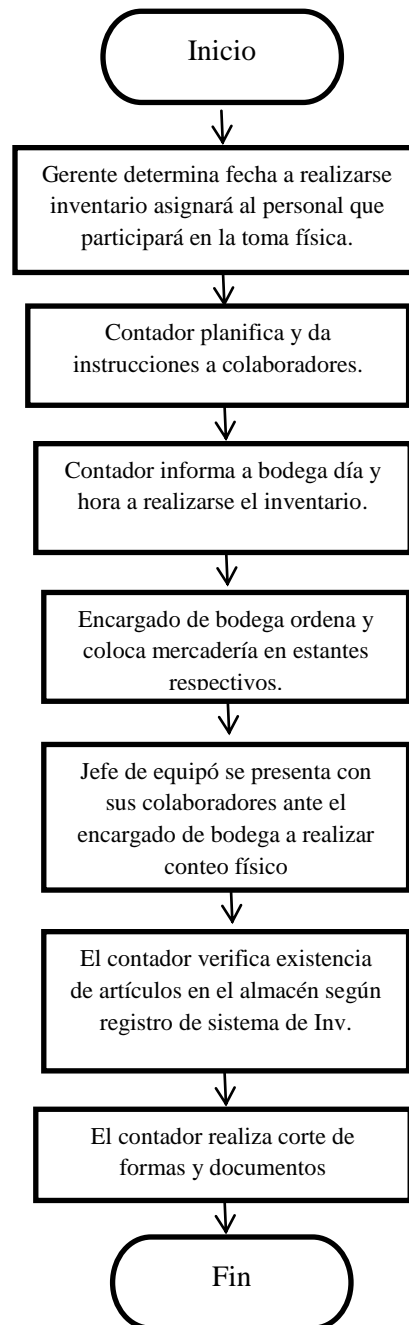 Inicio
Gerente determina fecha a realizarse
inventario asignará al personal que
participará en la toma física.
Contador planifica y da
instrucciones a colaboradores.
Contador informa a bodega día y
hora a realizarse el inventario.
Encargado de bodega ordena y
coloca mercadería en estantes
respectivos.
Jefe de equipó se presenta con
sus colaboradores ante el
encargado de bodega a realizar
conteo físico
El contador verifica existencia
de artículos en el almacén según
registro de sistema de Inv.
El contador realiza corte de
formas y documentos
Fin